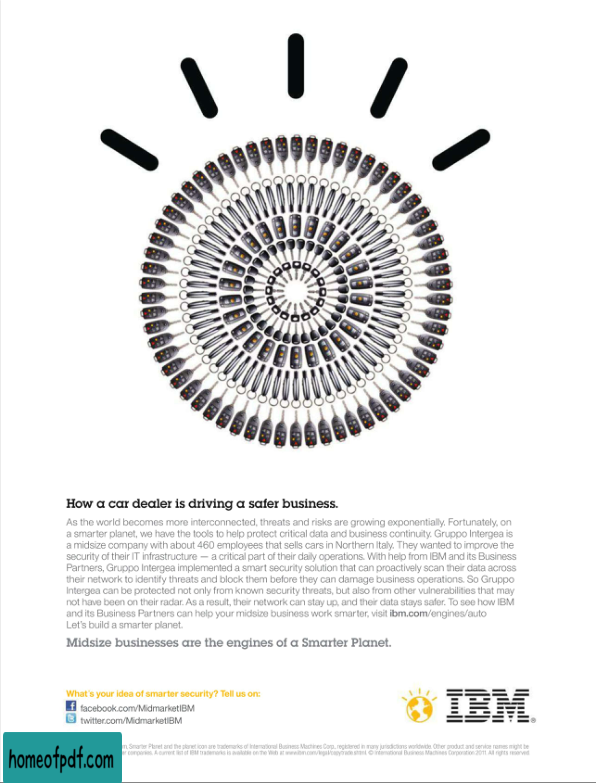 How a car dealer is driving a safer business.
As the world becomes more interconnected, threats and risks are growing exponentially. Fortunately, on
a smarter planet, we have the tools to help protect critical data and business continuity. Gruppo Intergea is
a midsize company with about 460 employees that sells cars in Northern Italy. They wanted to improve the
security of their IT infrastructure — a critical part of their daily operations. With help from IBM and its Business
Partners, Gruppo Intergea implemented a smart security solution that can proactively scan their data across
their network to identify threats and block them before they can damage business operations. So Gruppo
Intergea can be protected not only from known security threats, but also from other vulnerabilities that may
not have been on their radar. As a result, their network can stay up, and their data stays safer. To see how IBM
and its Business Partners can help your midsize business work smarter, visit ibm.com/engines/auto
Let's build a smarter planet.
Midsize businesses are the engines of a Smarter Planet.
What's your idea of smarter security? Tell us on:
facebook.com/MidmarketIBM
twitter.com/MidmarketIBM
IBM®
Smarter Planet and the planet icon are trademarks of International Business Machines Corp., registered in many jurisdictions worldwide. Other product and service names might be
companies. A current list of IBM trademarks is available on the Web at www.ibm.com/legal/copytrade.shtml. © International Business Machines Corporation 2011. All rights reserved.
homeofpdf.com